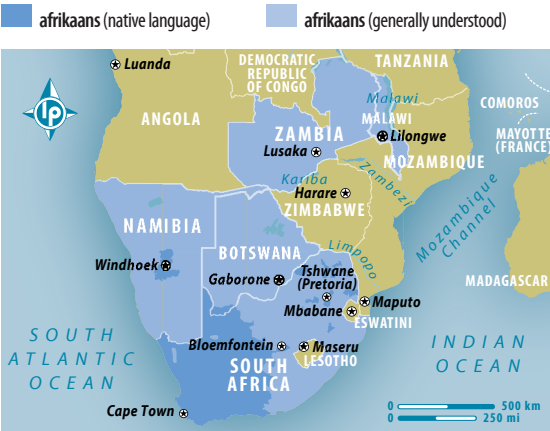 afrikaans (native language)
afrikaans (generally understood)
Luanda
DEMOCRATIC
REPUBLIC
OF CONGO
TANZANIA
lp
ANGOLA
Malawi
COMOROS
MALAWI
ZAMBIA
Lilongwe
MAYOTTE
(FRANCE)
Lusaka
MOZAMBIQUE
Kariba
Zambezi
Harare
ZIMBABWE
Mozambique
Channel
NAMIBIA
BOTSWANA
Limpopo
Windhoek
Gaborone
Tshwane
(Pretoria)
MADAGASCAR
Mbabane
Maputo
ESWATINI
SOUTH
ATLANTIC
OCEAN
Bloemfontein
Maseru
LESOTHO
INDIAN
OCEAN
SOUTH
AFRICA
Cape Town
0 500 km
0 250 mi